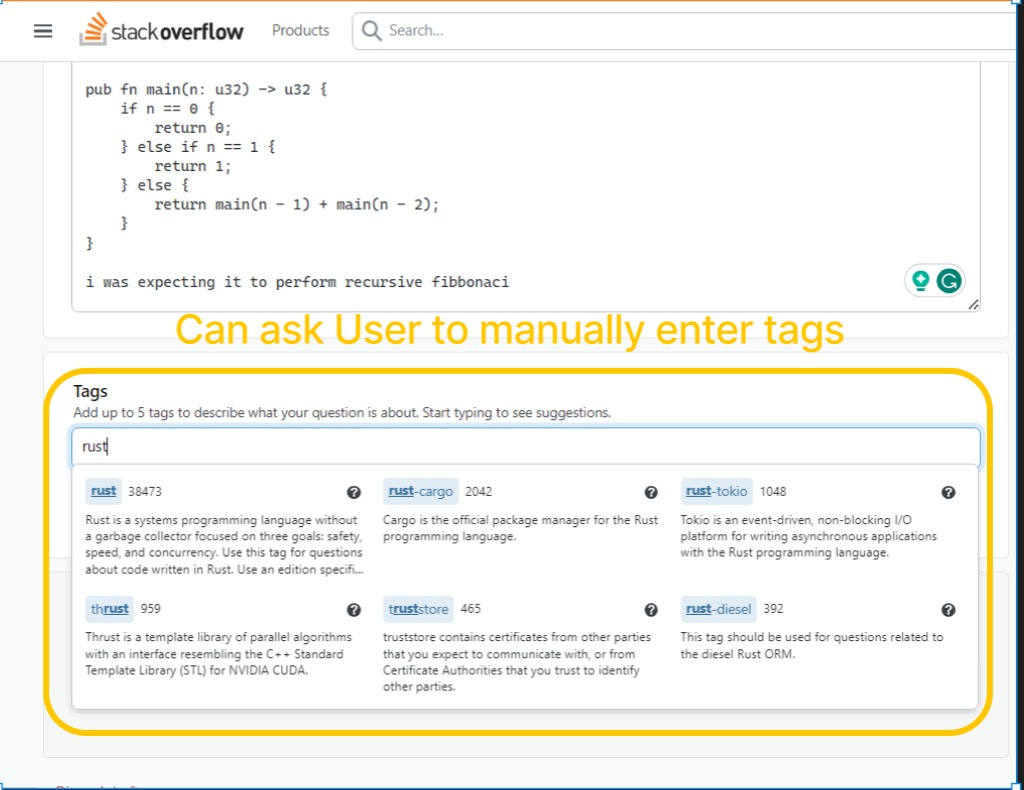 stackoverflow Products Search...
pub fn main(n: u32) -> u32 {
if n == 0 {
return 0;
} else if n == 1 {
return 1;
} else {
return main(n - 1) + main(n - 2);
}
}
i was expecting it to perform recursive fibbonaci
Can ask User to manually enter tags
Tags
Add up to 5 tags to describe what your question is about. Start typing to see suggestions.
rust
rust 38473
Rust is a systems programming language without
a garbage collector focused on three goals: safety,
speed, and concurrency. Use this tag for questions
about code written in Rust. Use an edition specifi...
rust-cargo 2042
Cargo is the official package manager for the Rust
programming language.
rust-tokio 1048
Tokio is an event-driven, non-blocking I/O
platform for writing asynchronous applications
with the Rust programming language.
thrust 959
Thrust is a template library of parallel algorithms
with an interface resembling the C++ Standard
Template Library (STL) for NVIDIA CUDA.
truststore 465
truststore contains certificates from other parties
that you expect to communicate with, or from
Certificate Authorities that you trust to identify
other parties.
rust-diesel 392
This tag should be used for questions related to
the diesel Rust ORM.